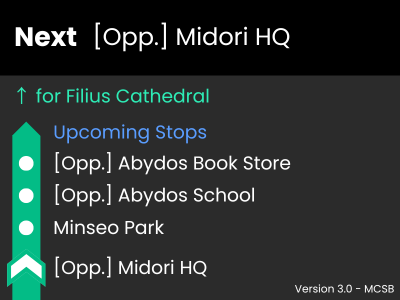 Next [Opp.] Midori HQ
↑ for Filius Cathedral
Upcoming Stops
[Opp.] Abydos Book Store
[Opp.] Abydos School
Minseo Park
[Opp.] Midori HQ
Version 3.0 - MCSB